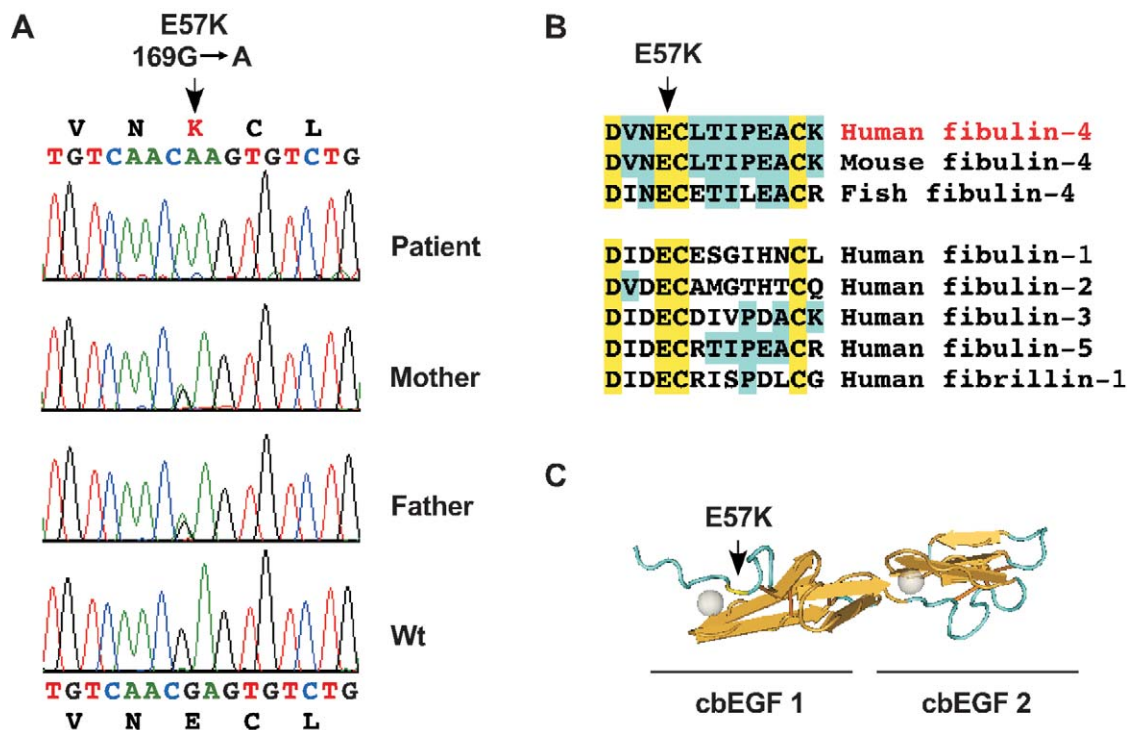 A
E57K
169G→A
V N K C L
TGTCAACAAGTGTCTG
Patient
Mother
Father
Wt
TGTCAACGAGTGTCTG
V N E C L
B
E57K
DVNECLTIPEACK Human fibulin-4
DVNECLTIPEACK Mouse fibulin-4
DINECETILEACR Fish fibulin-4
DIDECESGIHNCL Human fibulin-1
DVDECAMGTHTCQ Human fibulin-2
DIDECDIVPDACK Human fibulin-3
DIDECRTIPEACR Human fibulin-5
DIDECRISPDLCG Human fibrillin-1
C
E57K
cbEGF 1
cbEGF 2